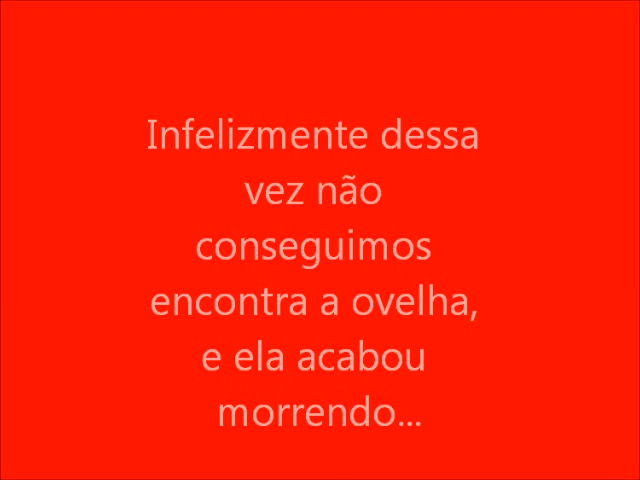 Infelizmente dessa
vez não
conseguimos
encontra a ovelha,
e ela acabou
morrendo...